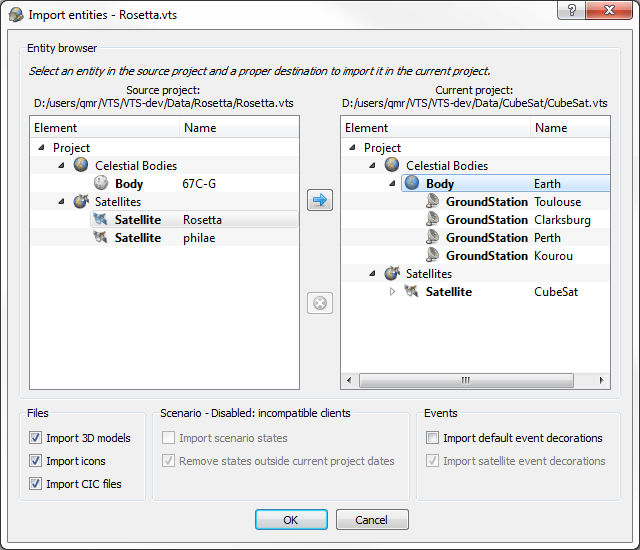 Import entities - Rosetta.vts
Entity browser
Select an entity in the source project and a proper destination to import it in the current project.
Source project:
D:/users/qmr/VTS/VTS-dev/Data/Rosetta/Rosetta.vts
Element Name
Project
Celestial Bodies
Body 67C-G
Satellites
Satellite Rosetta
Satellite philae
Current project:
D:/users/qmr/VTS/VTS-dev/Data/CubeSat/CubeSat.vts
Element Name
Project
Celestial Bodies
Body Earth
GroundStation Toulouse
GroundStation Clarksburg
GroundStation Perth
GroundStation Kourou
Satellites
Satellite CubeSat
Files
Import 3D models
Import icons
Import CIC files
Scenario - Disabled: incompatible clients
Import scenario states
Remove states outside current project dates
Events
Import default event decorations
Import satellite event decorations
OK Cancel